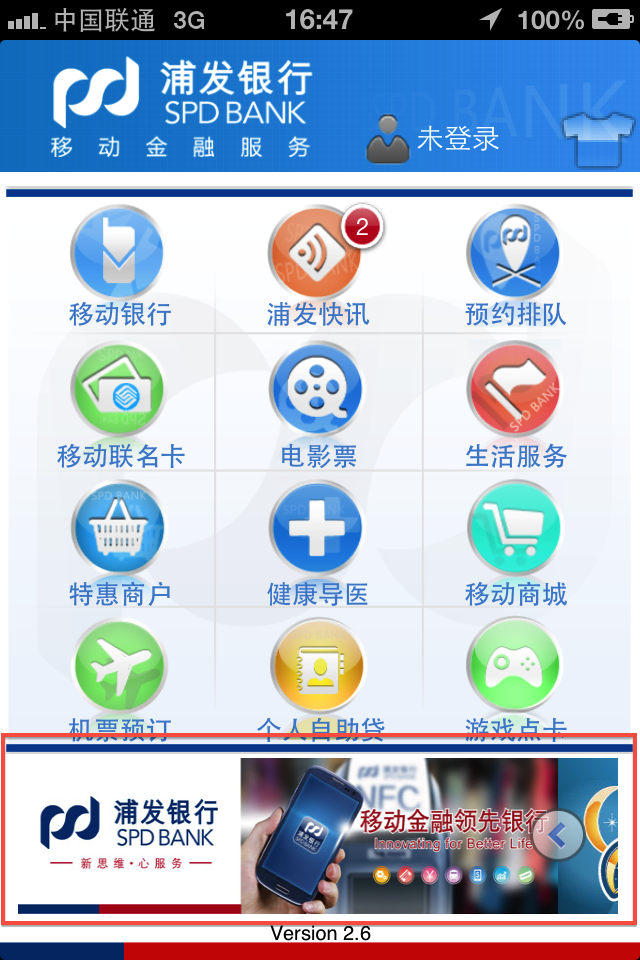 中国联通 3G 16:47 100%
浦发银行
SPD BANK
移动金融服务
未登录
2
移动银行 浦发快讯 预约排队
移动联名卡 电影票 生活服务
特惠商户 健康导医 移动商城
机票预订 个人自助贷 游戏点卡
浦发银行
SPD BANK
新思维·心服务
浦发银行
NFC
移动金融领先银行
Innovating for Better Life
Version 2.6